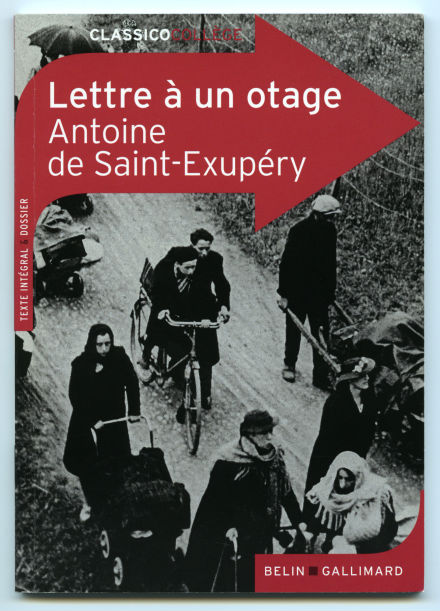 CLASSICOCOLLÈGE
Lettre à un otage
Antoine
de Saint-Exupéry
TEXTE INTÉGRAL & DOSSIER
BELIN ■ GALLIMARD